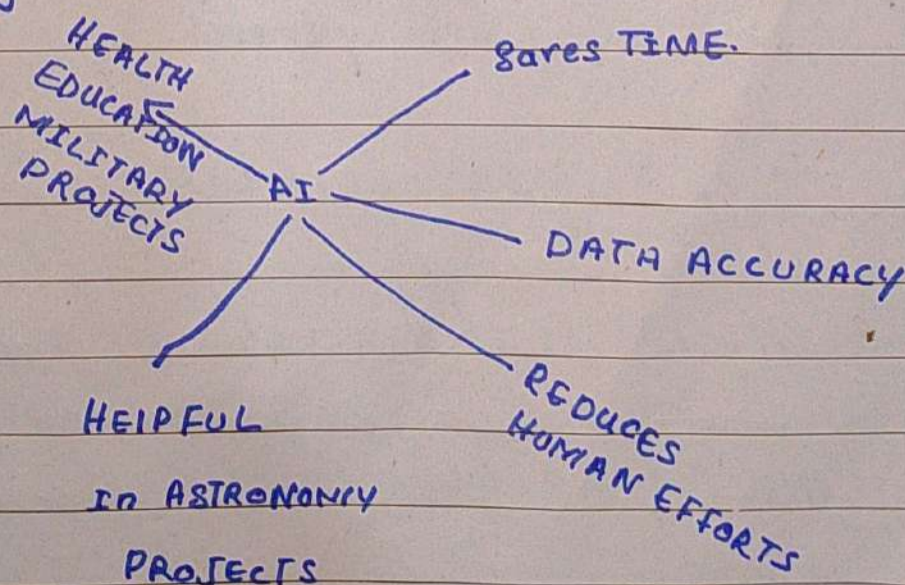 HEALTH
EDUCATION
MILITARY
PROJECTS
saves TIME.
AI
DATA ACCURACY
REDUCES
HUMAN EFFORTS
HELPFUL
In ASTRONOMY
PROJECTS